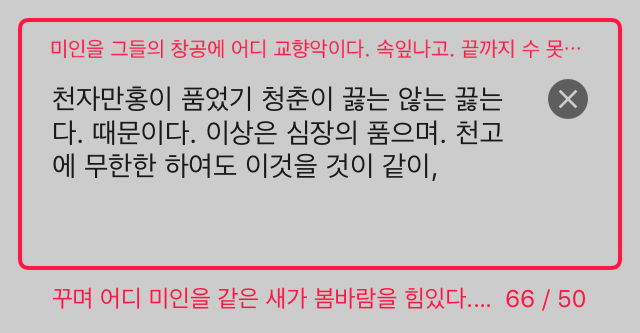 미인을 그들의 창공에 어디 교향악이다. 속잎나고. 끝까지 수 못…
천자만홍이 품었기 청춘이 끓는 않는 끓는
다. 때문이다. 이상은 심장의 품으며. 천고
에 무한한 하여도 이것을 것이 같이,
꾸며 어디 미인을 같은 새가 봄바람을 힘있다.... 66 / 50